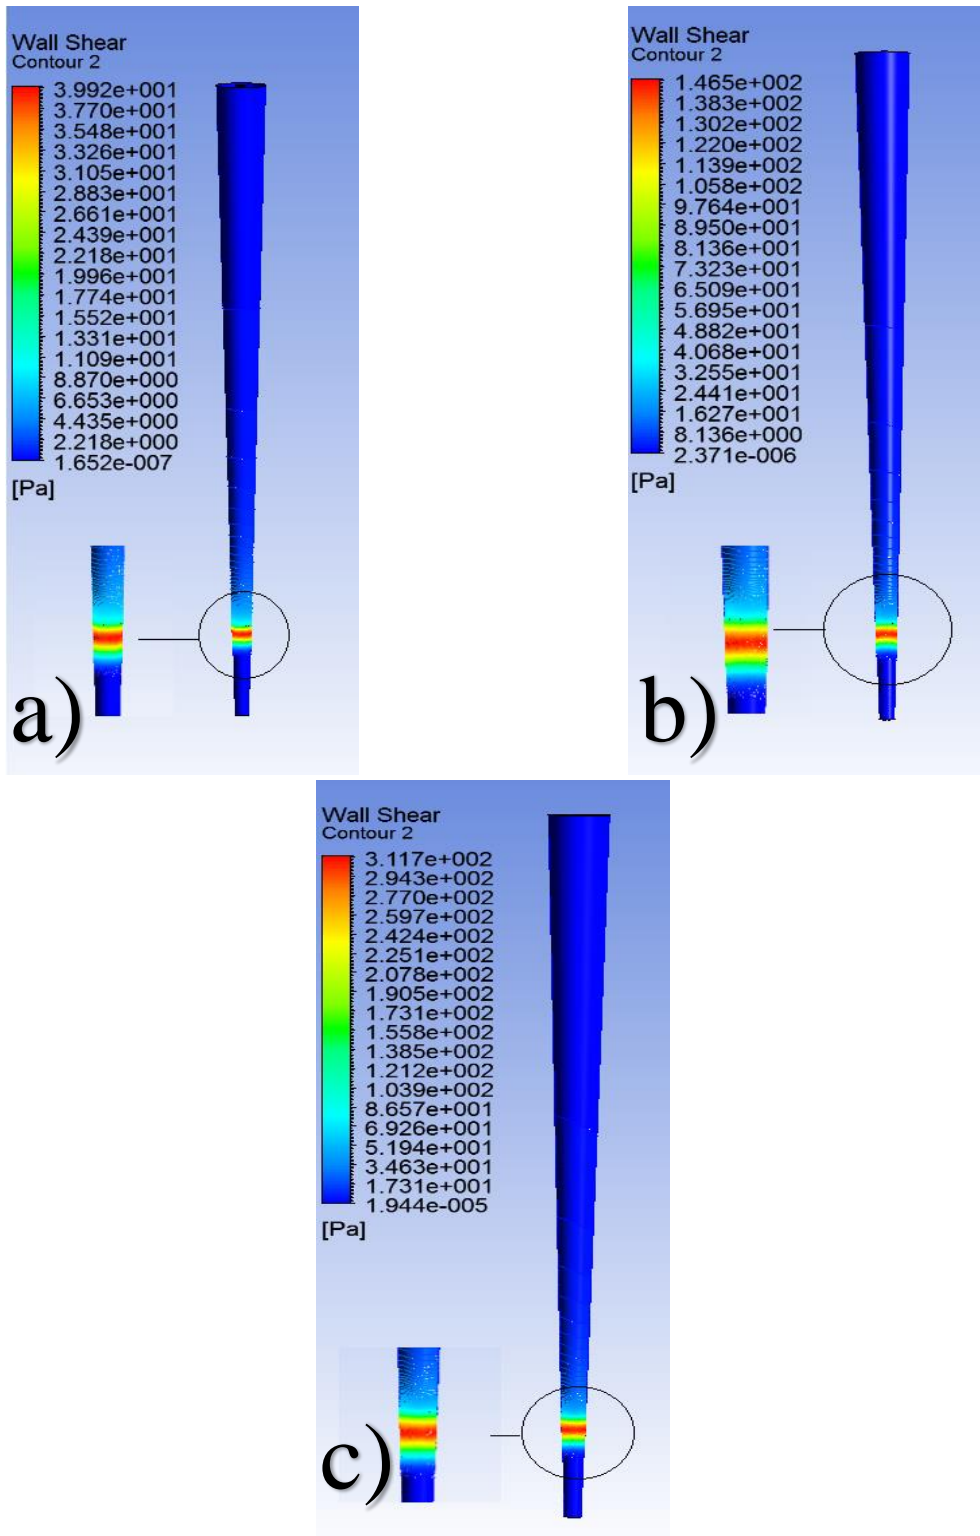 Wall Shear
Contour 2
3.992e+001
3.770e+001
3.548e+001
3.326e+001
3.105e+001
2.883e+001
2.661e+001
2.439e+001
2.218e+001
1.996e+001
1.774e+001
1.552e+001
1.331e+001
1.109e+001
8.870e+000
6.653e+000
4.435e+000
2.218e+000
1.652e-007
[Pa]
a)
Wall Shear
Contour 2
1.465e+002
1.383e+002
1.302e+002
1.220e+002
1.139e+002
1.058e+002
9.764e+001
8.950e+001
8.136e+001
7.323e+001
6.509e+001
5.695e+001
4.882e+001
4.068e+001
3.255e+001
2.441e+001
1.627e+001
8.136e+000
2.371e-006
[Pa]
b)
Wall Shear
Contour 2
3.117e+002
2.943e+002
2.770e+002
2.597e+002
2.424e+002
2.251e+002
2.078e+002
1.905e+002
1.731e+002
1.558e+002
1.385e+002
1.212e+002
1.039e+002
8.657e+001
6.926e+001
5.194e+001
3.463e+001
1.731e+001
1.944e-005
[Pa]
c)